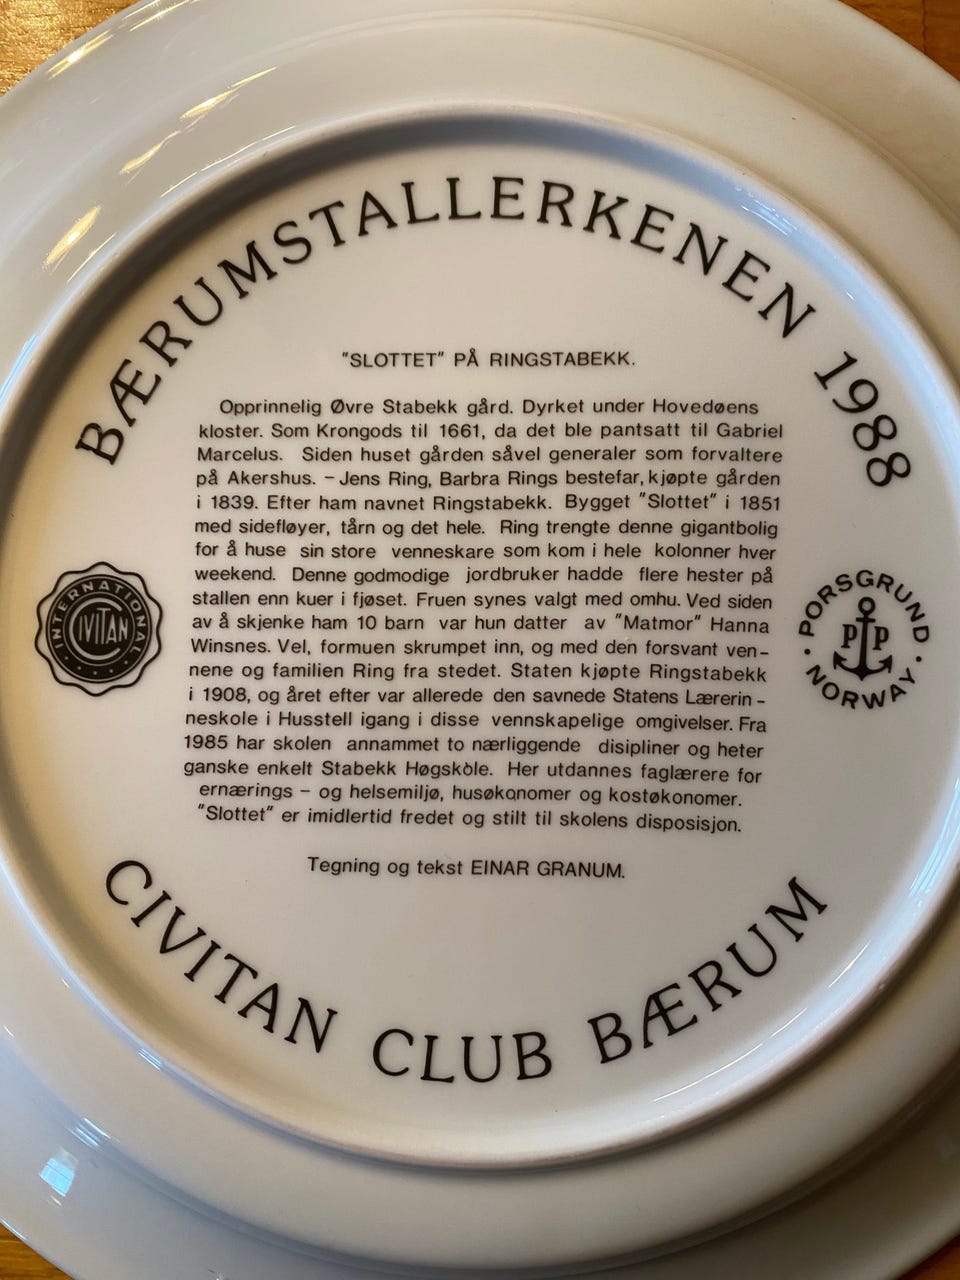 BÆRUMSTALLERKENEN 1988
"SLOTTET" PÅ RINGSTABEKK.
Opprinnelig Øvre Stabekk gård. Dyrket under Hovedøens
kloster. Som Krongods til 1661, da det ble pantsatt til Gabriel
Marcelus. Siden huset gården såvel generaler som forvaltere
på Akershus. – Jens Ring, Barbra Rings bestefar, kjøpte gården
i 1839. Efter ham navnet Ringstabekk. Bygget "Slottet" i 1851
med sidefløyer, tårn og det hele. Ring trengte denne gigantbolig
for å huse sin store venneskare som kom i hele kolonner hver
weekend. Denne godmodige jordbruker hadde flere hester på
stallen enn kuer i fjøset. Fruen synes valgt med omhu. Ved siden
av å skjenke ham 10 barn var hun datter av "Matmor" Hanna
Winsnes. Vel, formuen skrumpet inn, og med den forsvant ven–
nene og familien Ring fra stedet. Staten kjøpte Ringstabekk
i 1908, og året efter var allerede den savnede Statens Lærerin–
neskole i Husstell igang i disse vennskapelige omgivelser. Fra
1985 har skolen annammet to nærliggende disipliner og heter
ganske enkelt Stabekk Høgskole. Her utdannes faglærere for
ernærings – og helsemiljø, husøkonomer og kostøkonomer.
"Slottet" er imidlertid fredet og stilt til skolens disposisjon.
Tegning og tekst EINAR GRANUM.
INTERNATIONAL
CIVITAN
PORSGRUND
PP
NORWAY
CIVITAN CLUB BÆRUM